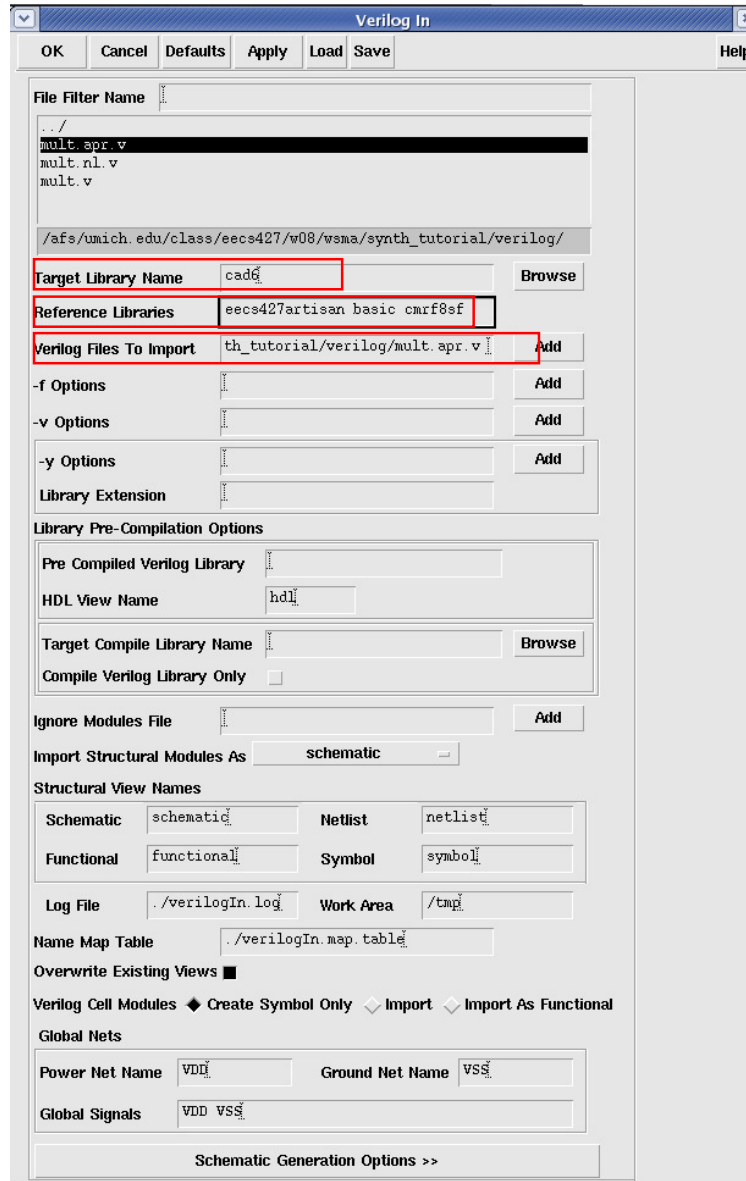 Verilog In
OK Cancel Defaults Apply Load Save Help
File Filter Name
../
mult.apr.v
mult.nl.v
mult.v
/afs/umich.edu/class/eecs427/w08/wsma/synth_tutorial/verilog/
Target Library Name cad6 Browse
Reference Libraries eecs427artisan basic cmrf8sf
Verilog Files To Import th_tutorial/verilog/mult.apr.v Add
-f Options Add
-v Options Add
-y Options Add
Library Extension
Library Pre-Compilation Options
Pre Compiled Verilog Library
HDL View Name hdl
Target Compile Library Name Browse
Compile Verilog Library Only
Ignore Modules File Add
Import Structural Modules As schematic
Structural View Names
Schematic schematic Netlist netlist
Functional functional Symbol symbol
Log File ./verilogIn.log Work Area /tmp
Name Map Table ./verilogIn.map.table
Overwrite Existing Views
Verilog Cell Modules Create Symbol Only Import Import As Functional
Global Nets
Power Net Name VDD Ground Net Name VSS
Global Signals VDD VSS
Schematic Generation Options >>